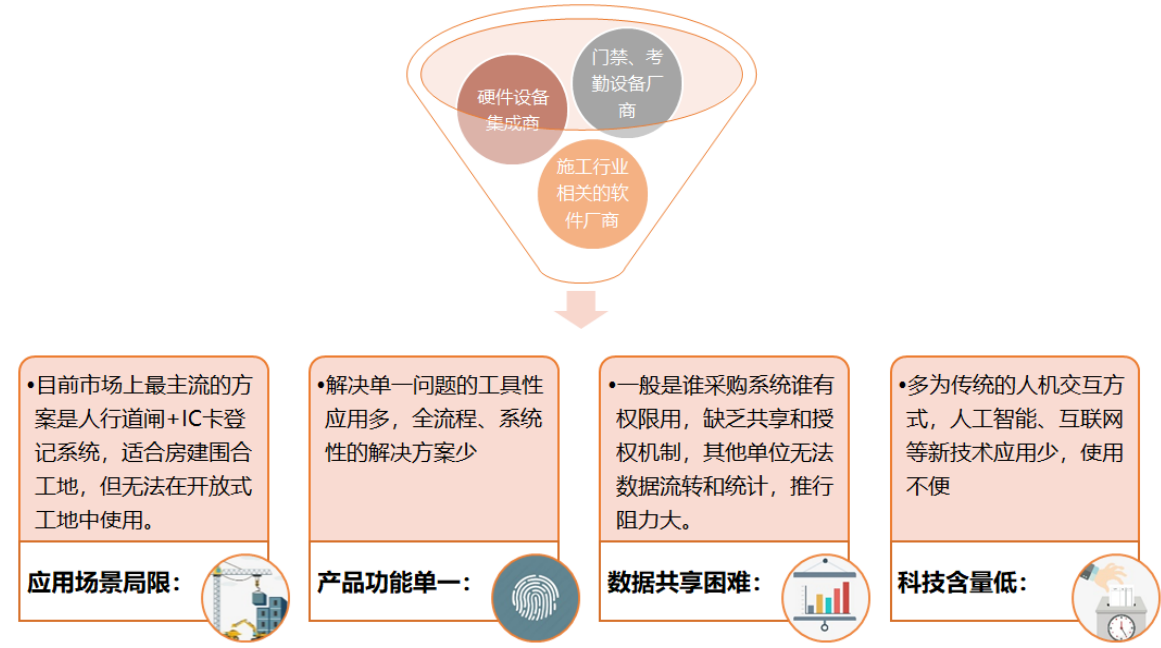 门禁、考
勤设备厂
商
硬件设备
集成商
施工行业
相关的软
件厂商
•目前市场上最主流的方
案是人行道闸+IC卡登
记系统，适合房建围合
工地，但无法在开放式
工地中使用。
应用场景局限：
•解决单一问题的工具性
应用多，全流程、系统
性的解决方案少
产品功能单一：
•一般是谁采购系统谁有
权限用，缺乏共享和授
权机制，其他单位无法
数据流转和统计，推行
阻力大。
数据共享困难：
•多为传统的人机交互方
式，人工智能、互联网
等新技术应用少，使用
不便
科技含量低：